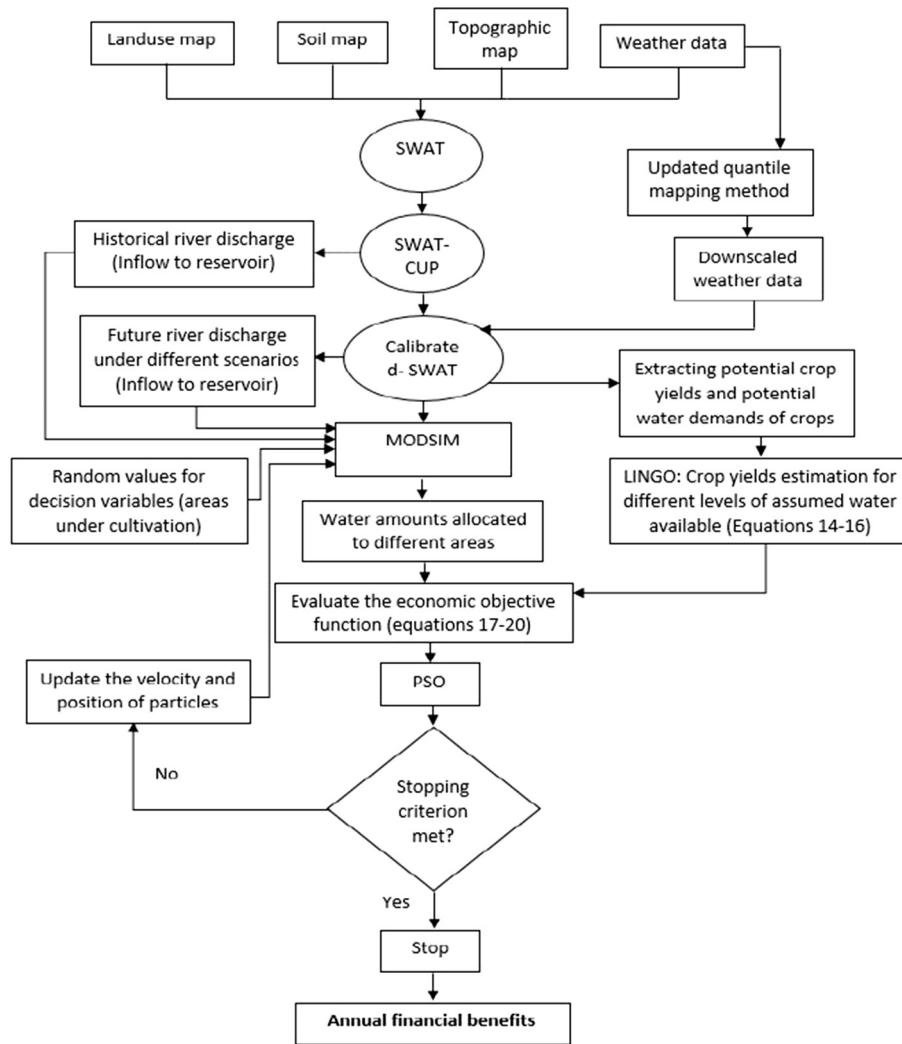 Landuse map
Soil map
Topographic
map
Weather data
SWAT
Updated quantile
mapping method
Historical river discharge
(Inflow to reservoir)
SWAT-
CUP
Downscaled
weather data
Future river discharge
under different scenarios
(Inflow to reservoir)
Calibrate
d- SWAT
Extracting potential crop
yields and potential
water demands of crops
MODSIM
Random values for
decision variables (areas
under cultivation)
LINGO: Crop yields estimation for
different levels of assumed water
available (Equations 14-16)
Water amounts allocated
to different areas
Evaluate the economic objective
function (equations 17-20)
Update the velocity and
position of particles
PSO
No
Stopping
criterion
met?
Yes
Stop
Annual financial benefits